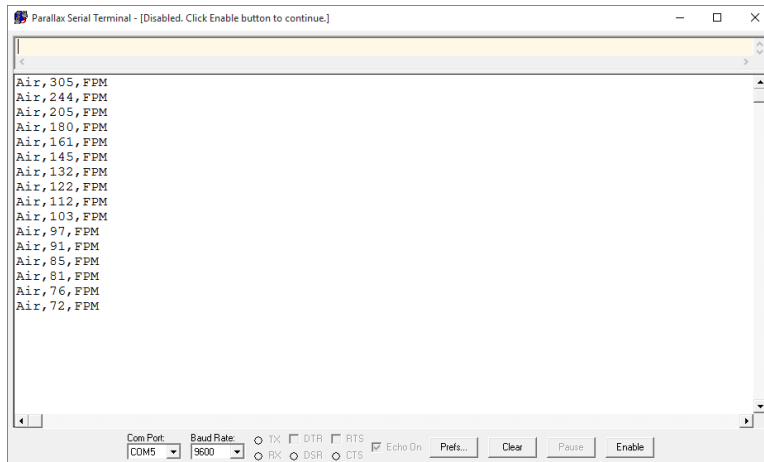 Parallax Serial Terminal - [Disabled. Click Enable button to continue.]
Air,305,FPM
Air,244,FPM
Air,205,FPM
Air,180,FPM
Air,161,FPM
Air,145,FPM
Air,132,FPM
Air,122,FPM
Air,112,FPM
Air,103,FPM
Air,97,FPM
Air,91,FPM
Air,85,FPM
Air,81,FPM
Air,76,FPM
Air,72,FPM
Com Port: Baud Rate: TX DTR RTS
COM5 9600 RX DSR CTS Echo On Prefs... Clear Pause Enable